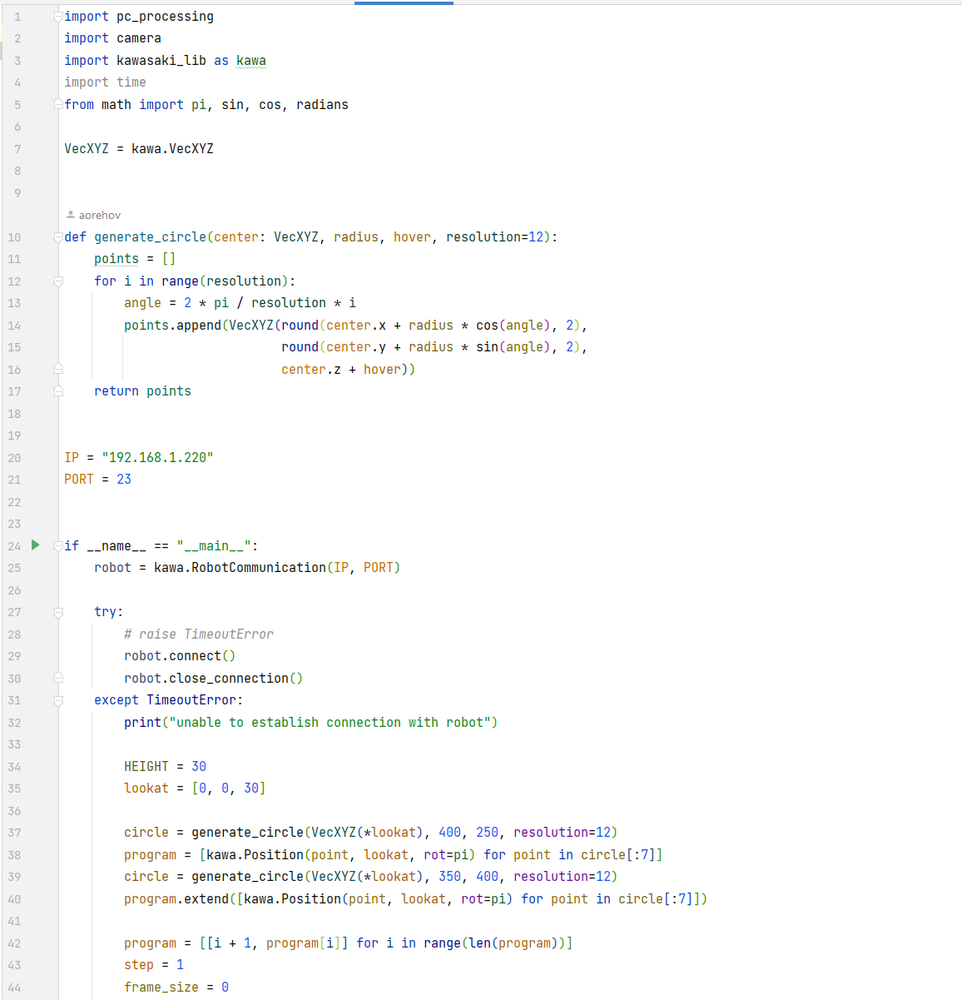 1 import pc_processing
2 import camera
3 import kawasaki_lib as kawa
4 import time
5 from math import pi, sin, cos, radians
6
7 VecXYZ = kawa.VecXYZ
8
9
aorehov
10 def generate_circle(center: VecXYZ, radius, hover, resolution=12):
11     points = []
12     for i in range(resolution):
13         angle = 2 * pi / resolution * i
14         points.append(VecXYZ(round(center.x + radius * cos(angle), 2),
15                              round(center.y + radius * sin(angle), 2),
16                              center.z + hover))
17     return points
18
19
20 IP = "192.168.1.220"
21 PORT = 23
22
23
24 if __name__ == "__main__":
25     robot = kawa.RobotCommunication(IP, PORT)
26
27     try:
28         # raise TimeoutError
29         robot.connect()
30         robot.close_connection()
31     except TimeoutError:
32         print("unable to establish connection with robot")
33
34         HEIGHT = 30
35         lookat = [0, 0, 30]
36
37         circle = generate_circle(VecXYZ(*lookat), 400, 250, resolution=12)
38         program = [kawa.Position(point, lookat, rot=pi) for point in circle[:7]]
39         circle = generate_circle(VecXYZ(*lookat), 350, 400, resolution=12)
40         program.extend([kawa.Position(point, lookat, rot=pi) for point in circle[:7]])
41
42         program = [[i + 1, program[i]] for i in range(len(program))]
43         step = 1
44         frame_size = 0